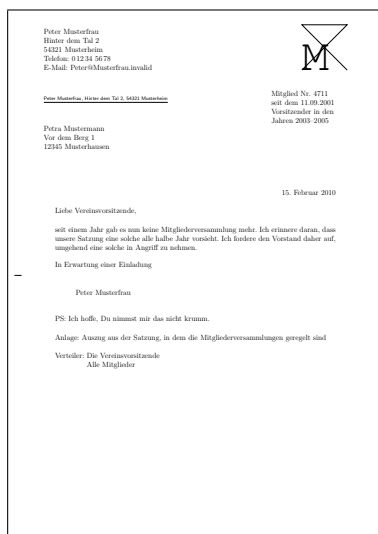 Peter Musterfrau
Hinter dem Tal 2
54321 Musterheim
Telefon: 0 12 34 56 78
E-Mail: Peter@Musterfrau.invalid
M
Peter Musterfrau, Hinter dem Tal 2, 54321 Musterheim
Mitglied Nr. 4711
seit dem 11.09.2001
Vorsitzender in den
Jahren 2003–2005
Petra Mustermann
Vor dem Berg 1
12345 Musterhausen
15. Februar 2010
Liebe Vereinsvorsitzende,
seit einem Jahr gab es nun keine Mitgliederversammlung mehr. Ich erinnere daran, dass
unsere Satzung eine solche alle halbe Jahr vorsieht. Ich fordere den Vorstand daher auf,
umgehend eine solche in Angriff zu nehmen.
In Erwartung einer Einladung
Peter Musterfrau
PS: Ich hoffe, Du nimmst mir das nicht krumm.
Anlage: Auszug aus der Satzung, in dem die Mitgliederversammlungen geregelt sind
Verteiler: Die Vereinsvorsitzende
Alle Mitglieder